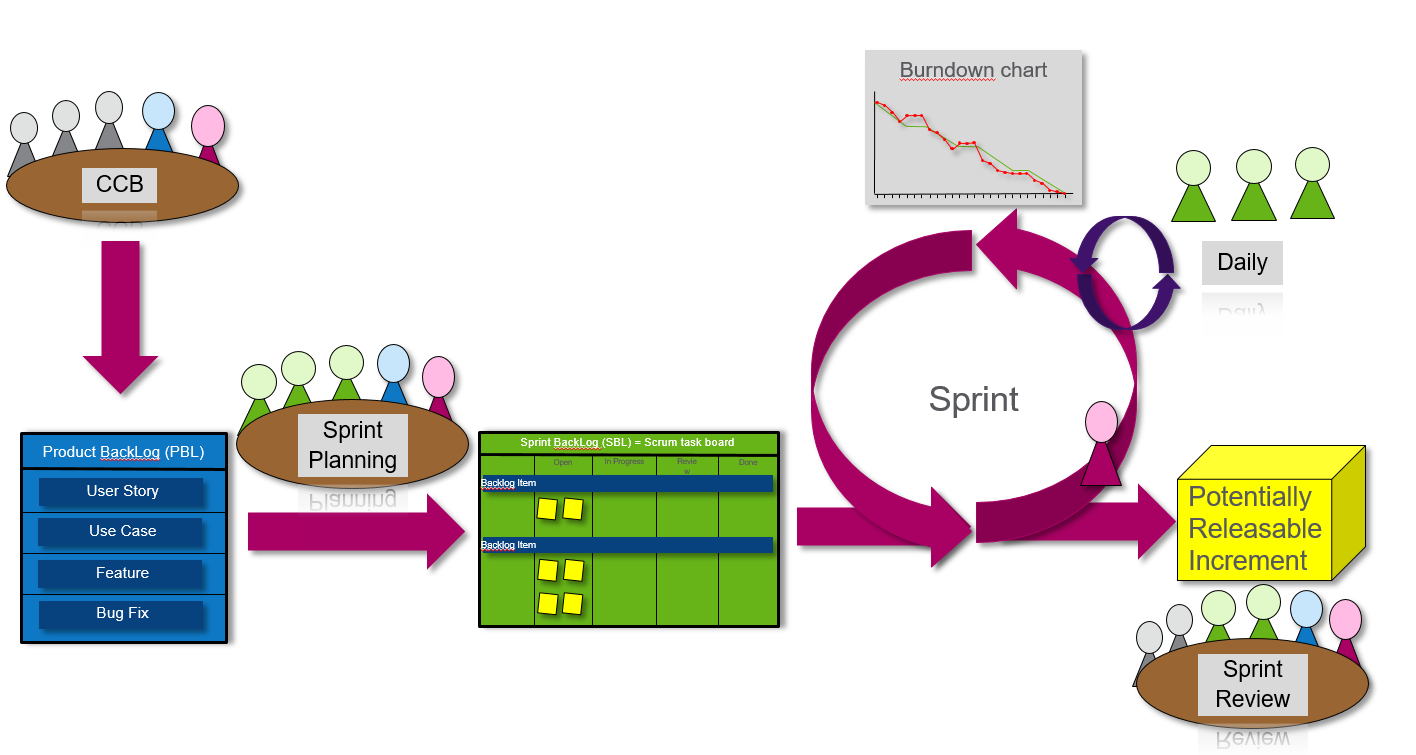 Burndown chart
CCB
Daily
Sprint
Planning
Sprint
Product BackLog (PBL)
User Story
Use Case
Feature
Bug Fix
Sprint BackLog (SBL) = Scrum task board
Open
In Progress
Revie
w
Done
Backlog Item
Backlog Item
Potentially
Releasable
Increment
Sprint
Review